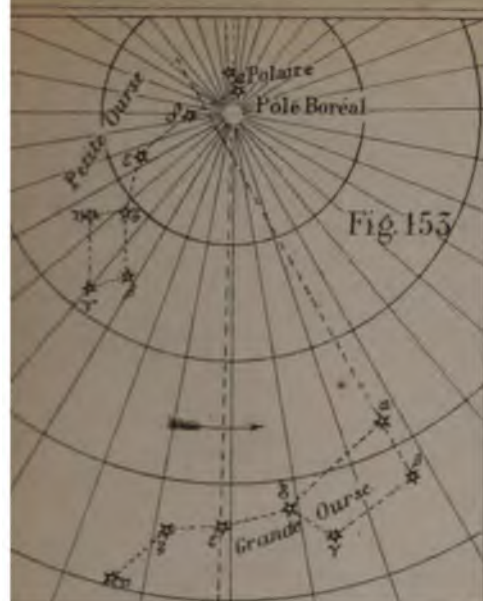 Polaire
Pôle Boréal
Petite Ourse
Fig. 153
Grande Ourse
α
δ
ε
γ